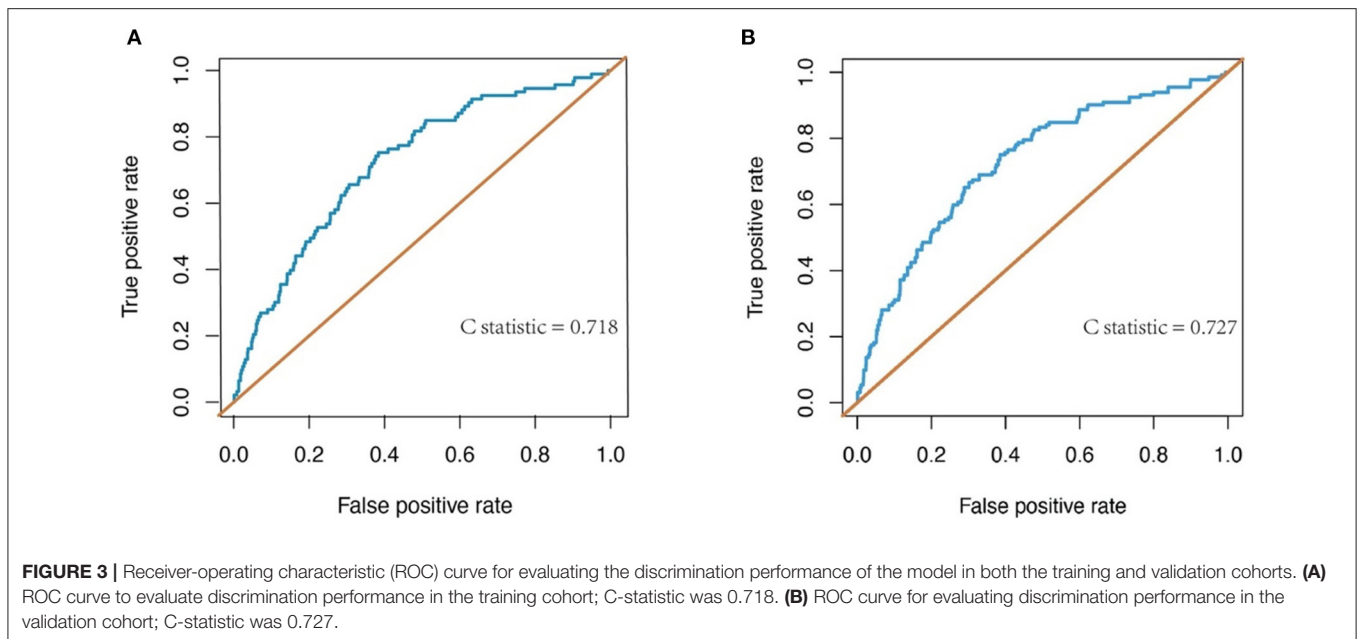 A
True positive rate
1.0
0.8
0.6
0.4
0.2
0.0
C statistic = 0.718
0.0 0.2 0.4 0.6 0.8 1.0
False positive rate
B
True positive rate
1.0
0.8
0.6
0.4
0.2
0.0
C statistic = 0.727
0.0 0.2 0.4 0.6 0.8 1.0
False positive rate
FIGURE 3 | Receiver-operating characteristic (ROC) curve for evaluating the discrimination performance of the model in both the training and validation cohorts. (A)
ROC curve to evaluate discrimination performance in the training cohort; C-statistic was 0.718. (B) ROC curve for evaluating discrimination performance in the
validation cohort; C-statistic was 0.727.